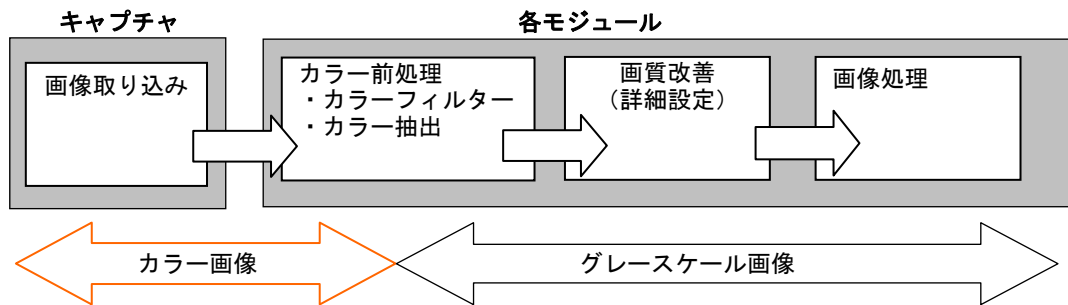 キャプチャ
各モジュール
画像取り込み
カラー前処理
・カラーフィルター
・カラー抽出
画質改善
（詳細設定）
画像処理
カラー画像
グレースケール画像